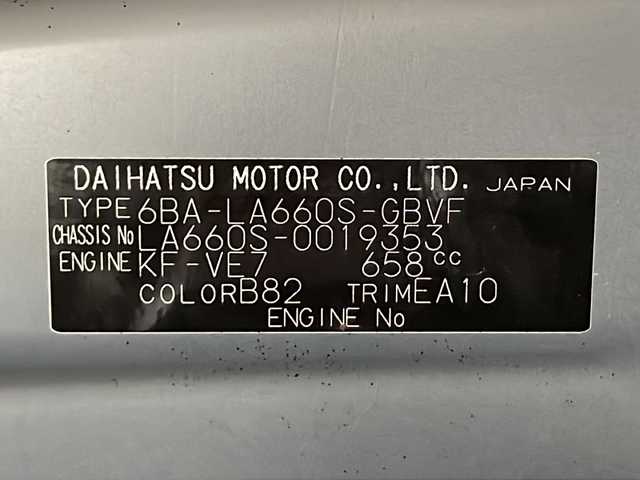 DAIHATSU MOTOR CO.,LTD. JAPAN
TYPE 6BA-LA660S-GBVF
CHASSIS No LA660S-0019353
ENGINE KF-VE7 658cc
COLOR B82 TRIM EA10
ENGINE No